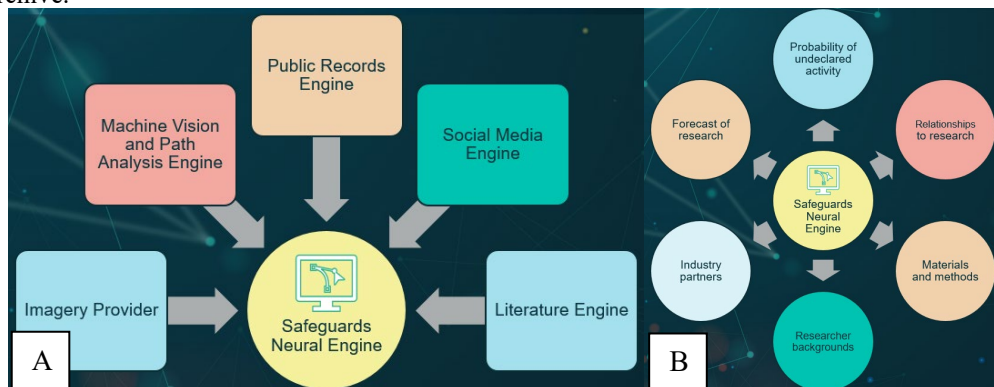 rchive.
Public Records
Engine
Machine Vision
and Path
Analysis Engine
Social Media
Engine
Imagery Provider
Safeguards
Neural Engine
Literature Engine
A
Probability of
undeclared
activity
Forecast of
research
Relationships
to research
Safeguards
Neural
Engine
Industry
partners
Materials
and methods
Researcher
backgrounds
B